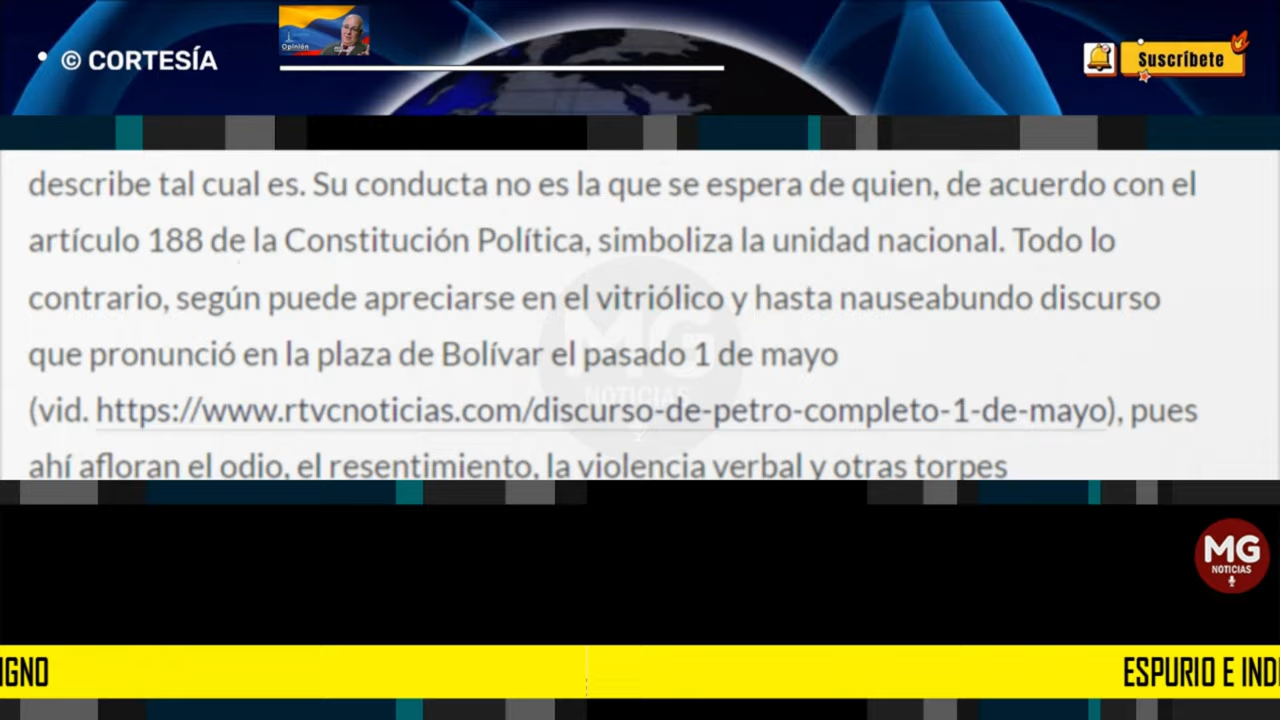 © CORTESÍA
Opinión
Suscríbete
describe tal cual es. Su conducta no es la que se espera de quien, de acuerdo con el
artículo 188 de la Constitución Política, simboliza la unidad nacional. Todo lo
contrario, según puede apreciarse en el vitriólico y hasta nauseabundo discurso
que pronunció en la plaza de Bolívar el pasado 1 de mayo
(vid. https://www.rtvcnoticias.com/discurso-de-petro-completo-1-de-mayo), pues
ahí afloran el odio, el resentimiento, la violencia verbal y otras torpes
MG
NOTICIAS
MG
NOTICIAS
IGNO
ESPURIO E IND